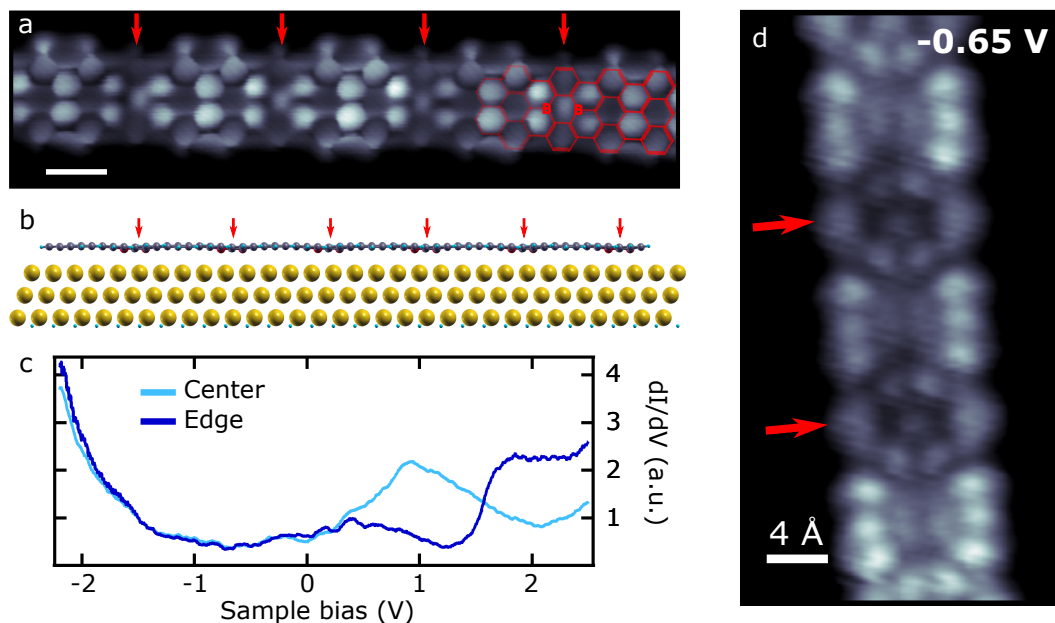 a
B B
b
c
Center
Edge
4
3
2
1
dI/dV (a.u.)
-2 -1 0 1 2
Sample bias (V)
d
-0.65 V
4 Å